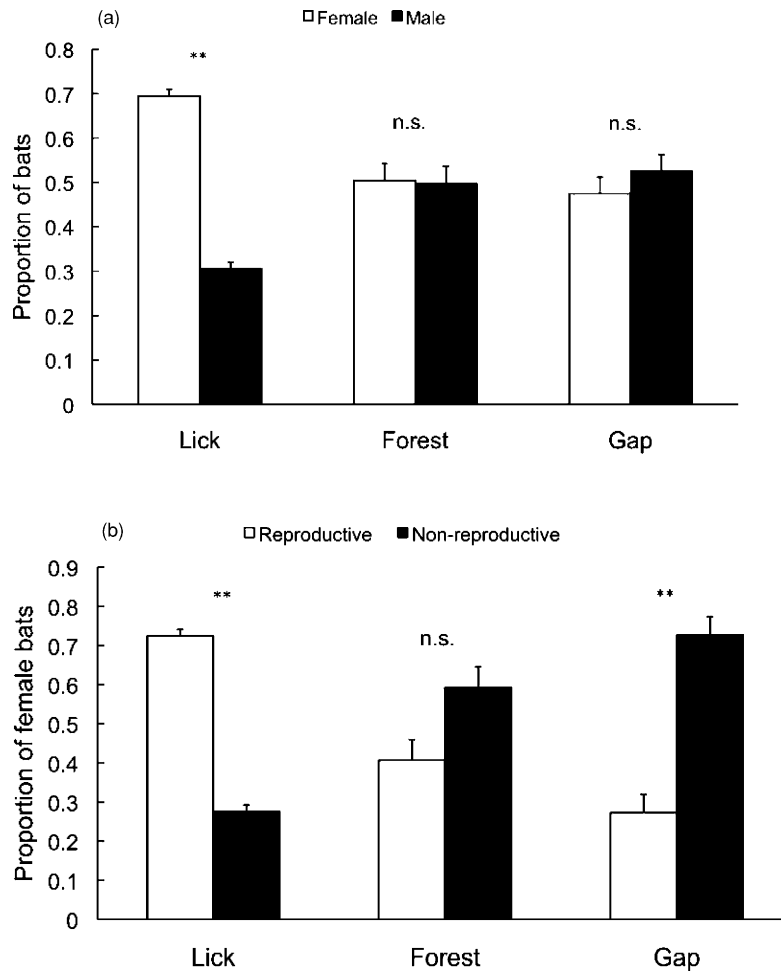 (a)
Female Male
0.8
0.7
0.6
0.5
0.4
0.3
0.2
0.1
0
Proportion of bats
**
n.s.
n.s.
Lick Forest Gap
(b)
Reproductive Non-reproductive
0.9
0.8
0.7
0.6
0.5
0.4
0.3
0.2
0.1
0
Proportion of female bats
**
n.s.
**
Lick Forest Gap